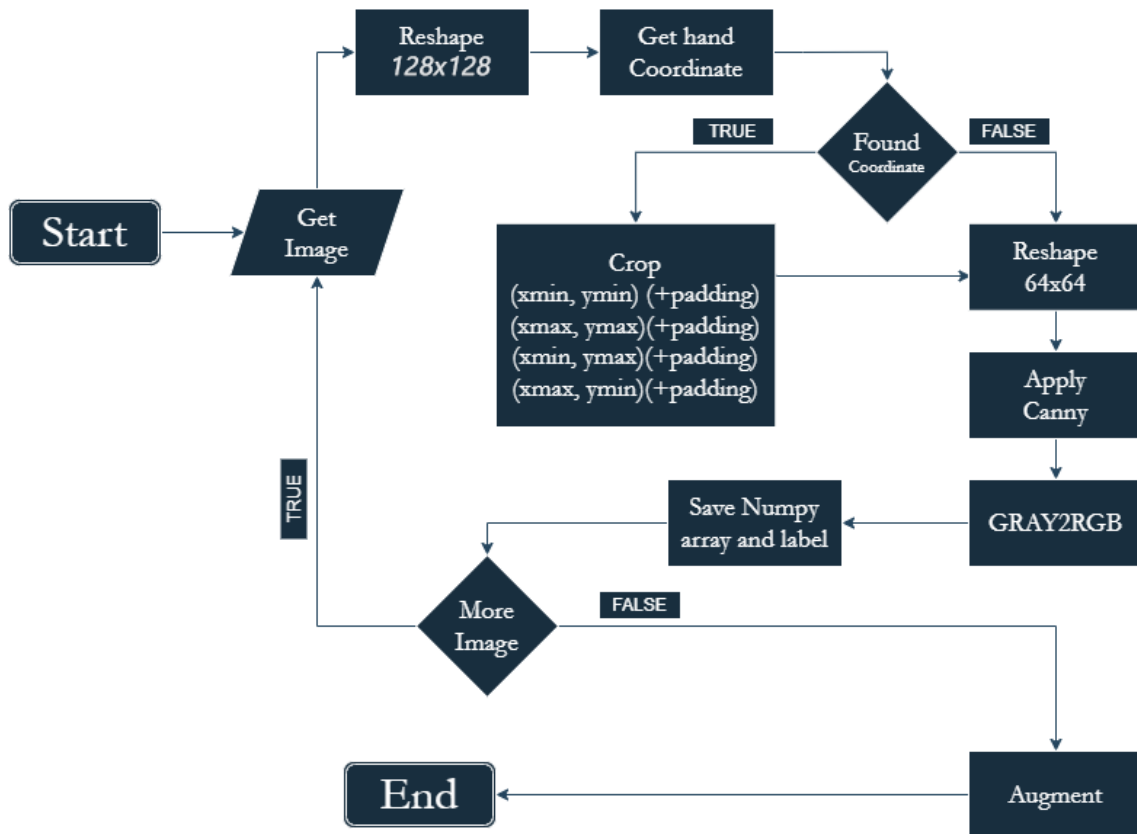 Start
Get
Image
Reshape
128x128
Get hand
Coordinate
Found
Coordinate
TRUE
FALSE
Crop
(xmin, ymin) (+padding)
(xmax, ymax)(+padding)
(xmin, ymax)(+padding)
(xmax, ymin)(+padding)
Reshape
64x64
Apply
Canny
GRAY2RGB
Save Numpy
array and label
More
Image
TRUE
FALSE
Augment
End